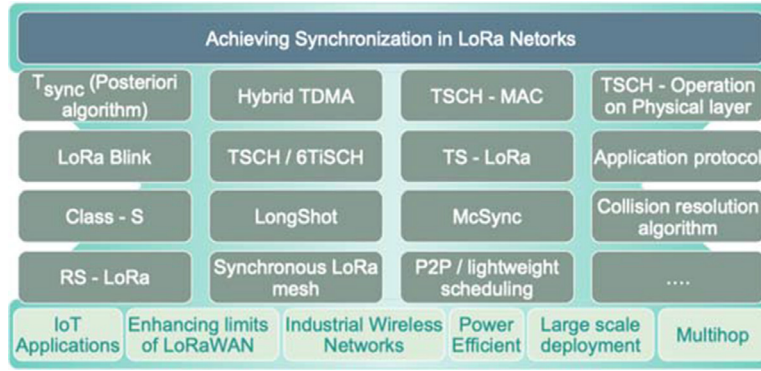 Achieving Synchronization in LoRa Netorks
Tsync (Posteriori
algorithm)
Hybrid TDMA
TSCH - MAC
TSCH - Operation
on Physical layer
LoRa Blink
TSCH / 6TiSCH
TS - LoRa
Application protocol
Class - S
LongShot
McSync
Collision resolution
algorithm
RS - LoRa
Synchronous LoRa
mesh
P2P / lightweight
scheduling
....
IoT
Applications
Enhancing limits
of LoRaWAN
Industrial Wireless
Networks
Power
Efficient
Large scale
deployment
Multihop